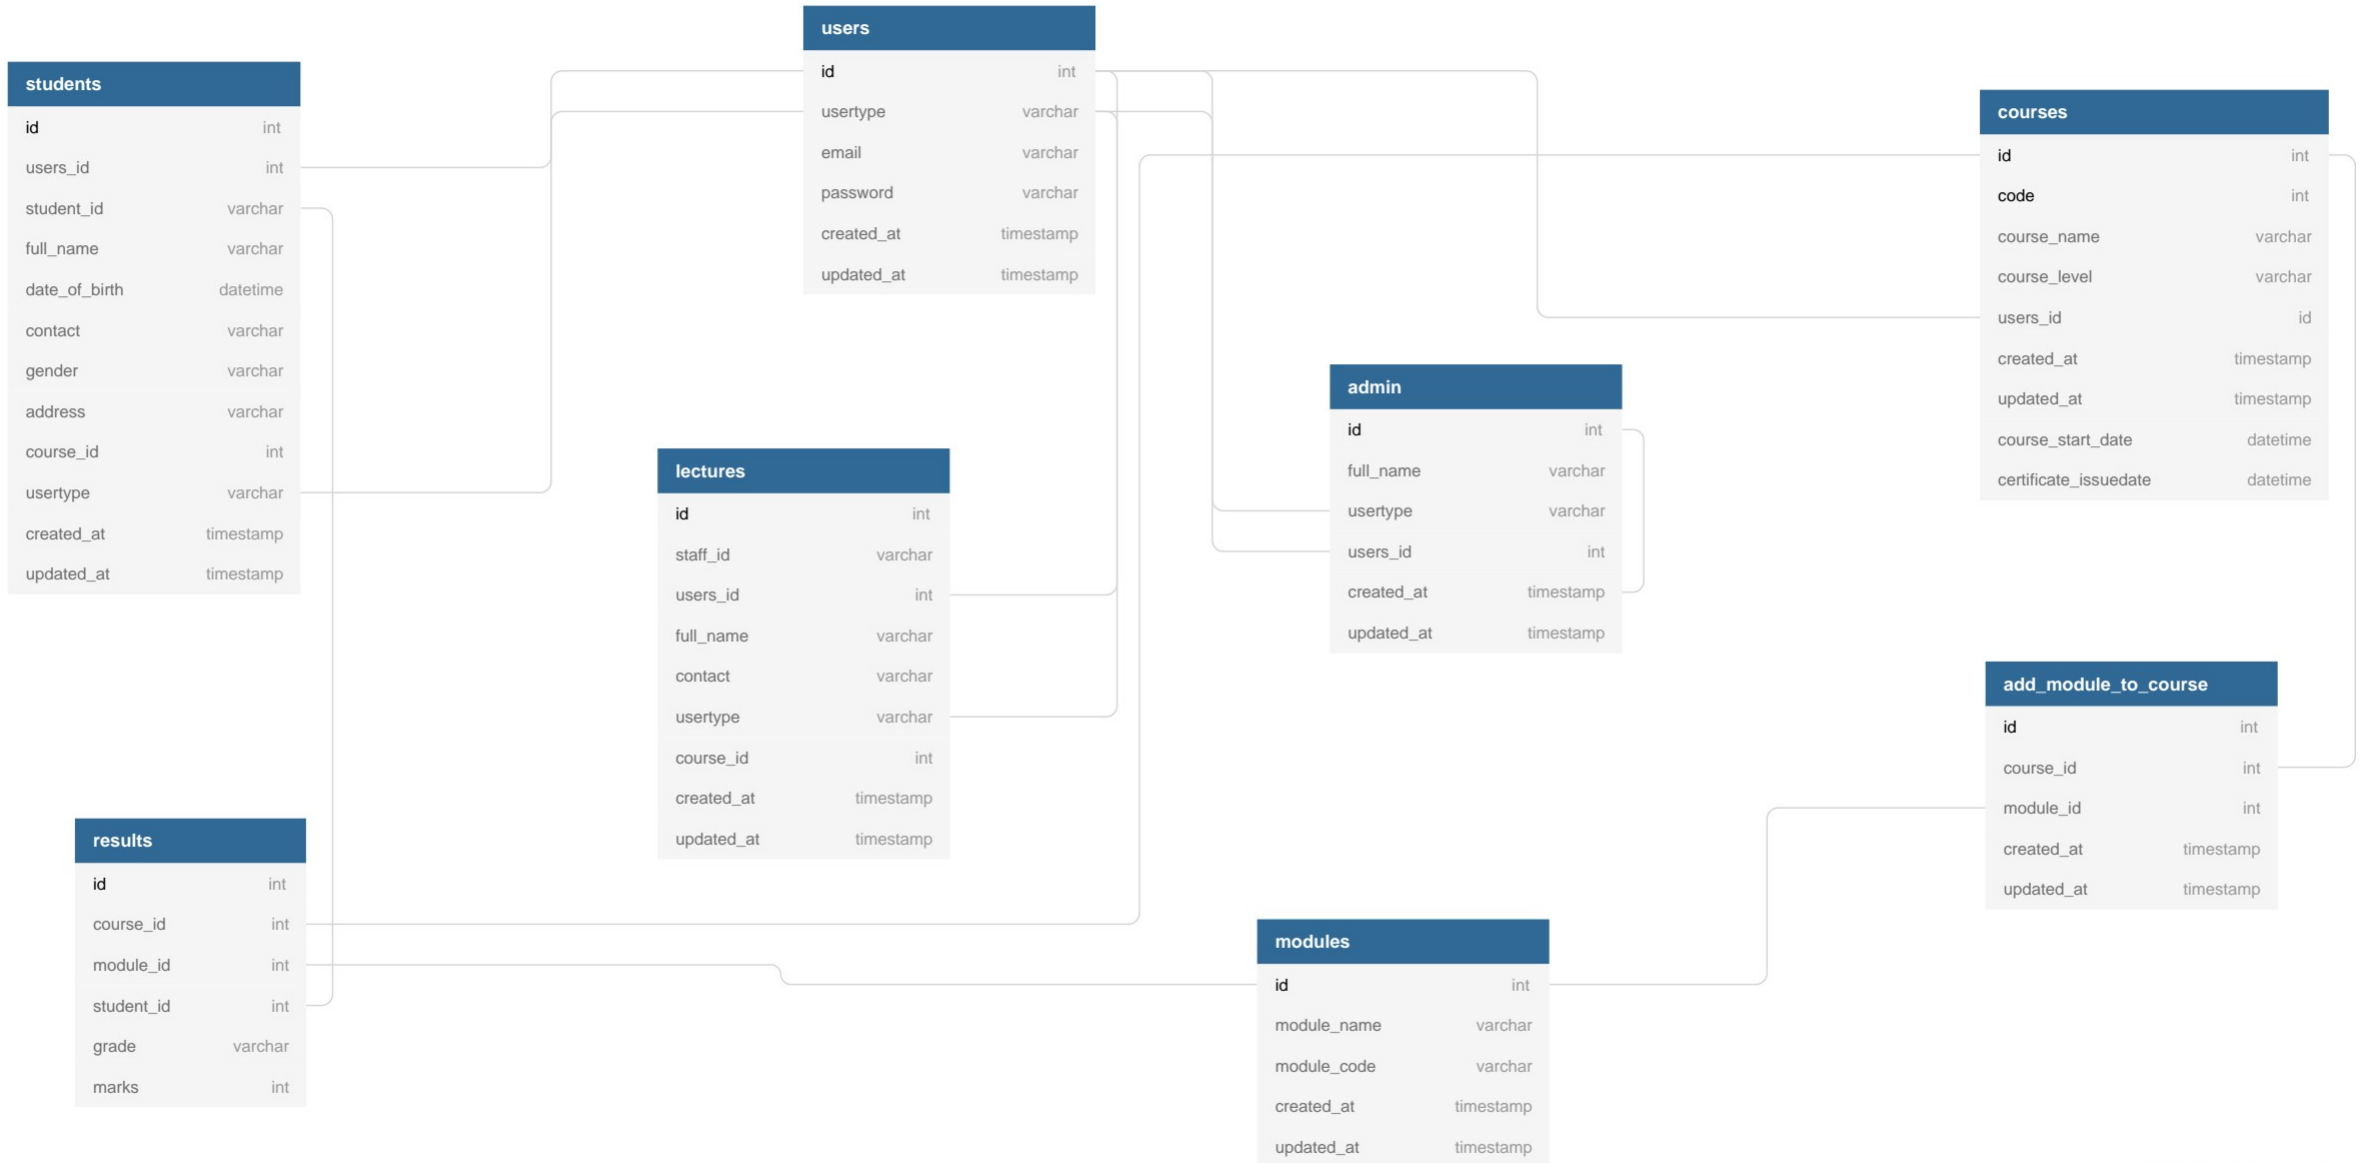 users
id int
usertype varchar
email varchar
password varchar
created_at timestamp
updated_at timestamp
students
id int
users_id int
student_id varchar
full_name varchar
date_of_birth datetime
contact varchar
gender varchar
address varchar
course_id int
usertype varchar
created_at timestamp
updated_at timestamp
courses
id int
code int
course_name varchar
course_level varchar
users_id id
created_at timestamp
updated_at timestamp
course_start_date datetime
certificate_issuedate datetime
admin
id int
full_name varchar
usertype varchar
users_id int
created_at timestamp
updated_at timestamp
lectures
id int
staff_id varchar
users_id int
full_name varchar
contact varchar
usertype varchar
course_id int
created_at timestamp
updated_at timestamp
add_module_to_course
id int
course_id int
module_id int
created_at timestamp
updated_at timestamp
results
id int
course_id int
module_id int
student_id int
grade varchar
marks int
modules
id int
module_name varchar
module_code varchar
created_at timestamp
updated_at timestamp